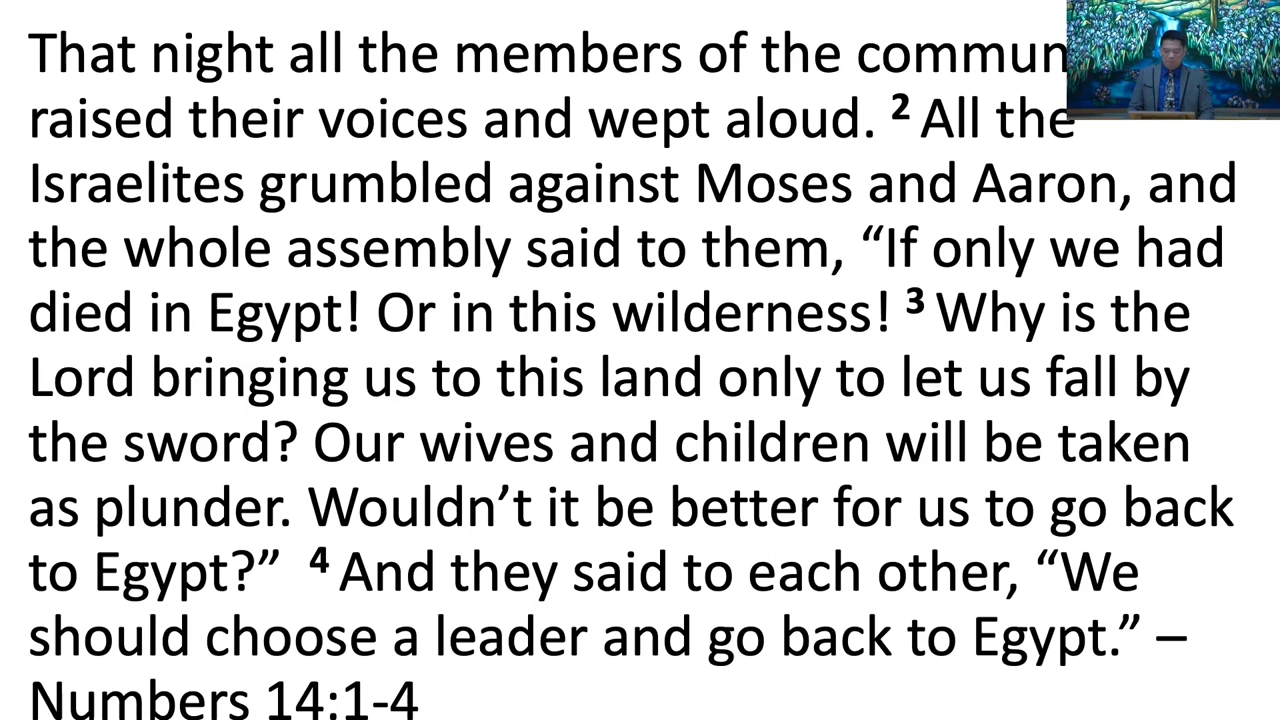 That night all the members of the commun
raised their voices and wept aloud. ² All the
Israelites grumbled against Moses and Aaron, and
the whole assembly said to them, “If only we had
died in Egypt! Or in this wilderness! ³ Why is the
Lord bringing us to this land only to let us fall by
the sword? Our wives and children will be taken
as plunder. Wouldn’t it be better for us to go back
to Egypt?” ⁴ And they said to each other, “We
should choose a leader and go back to Egypt.” –
Numbers 14:1-4